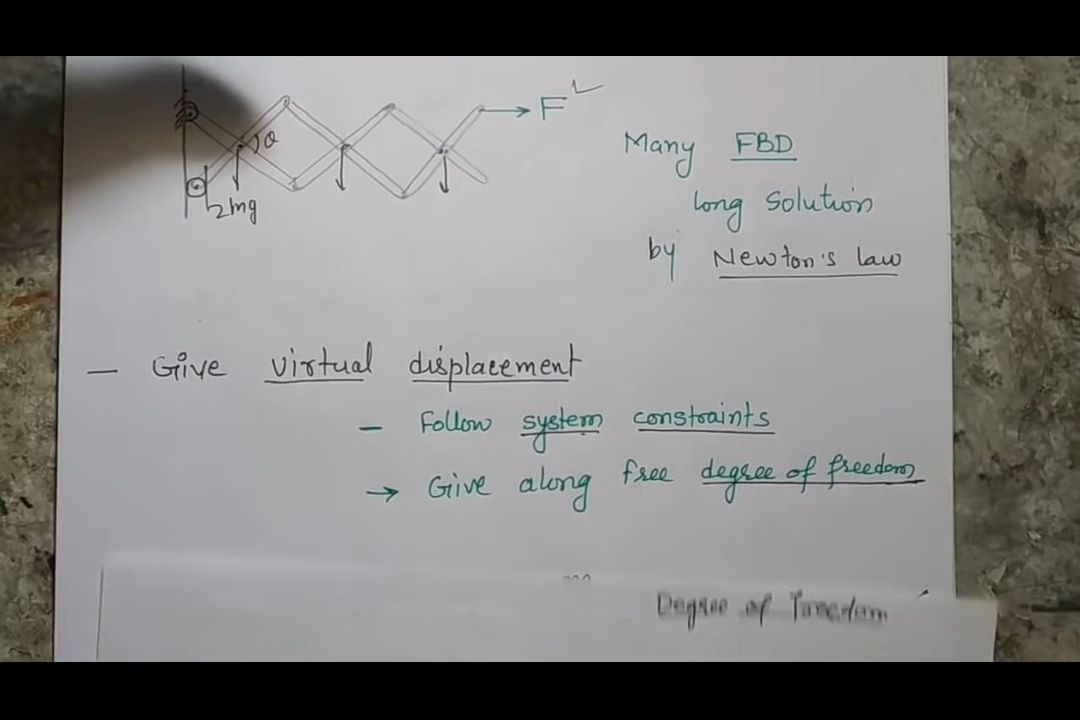 F
θ
2mg
Many FBD
long solution
by Newton's law
— Give virtual displacement
— Follow system constraints
→ Give along free degree of freedom
Degree of freedom